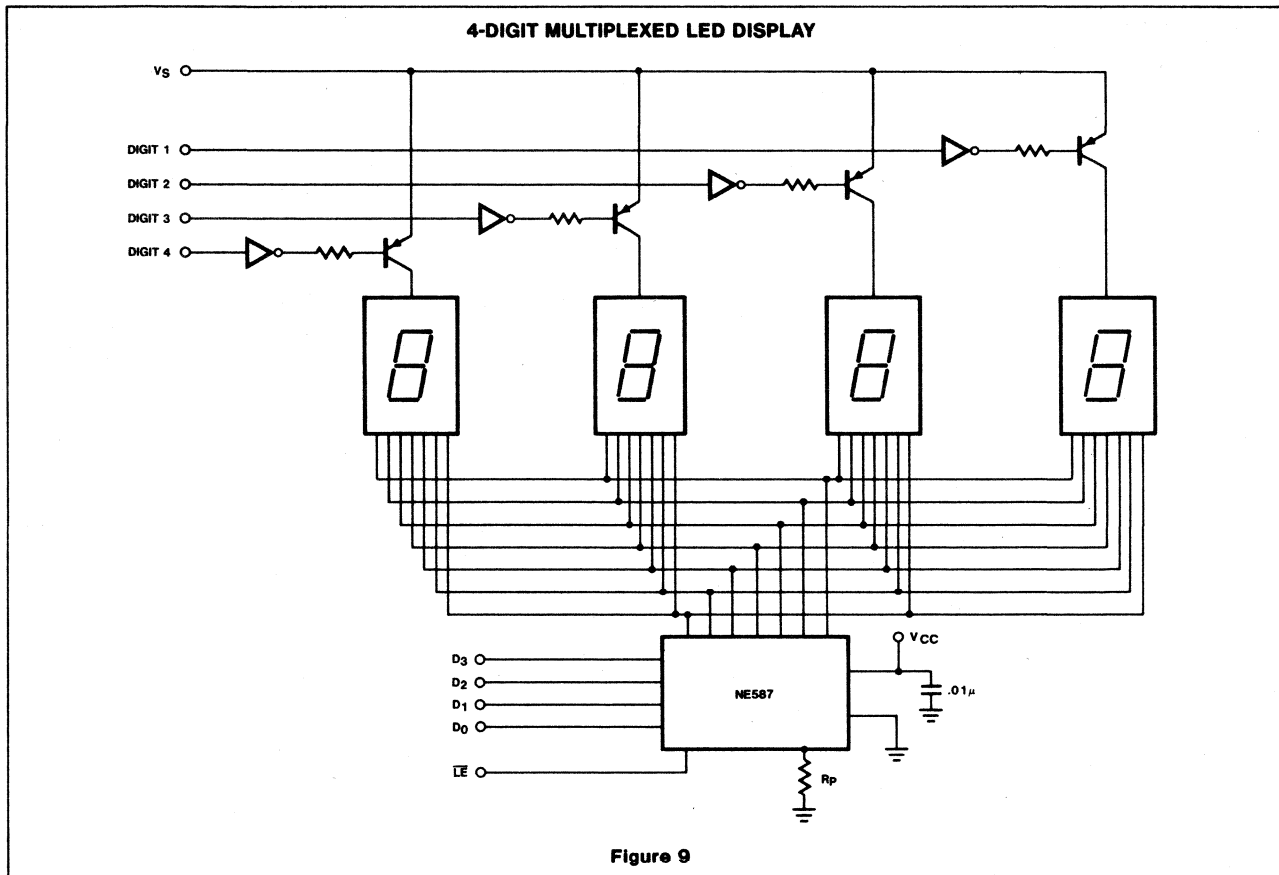 4-DIGIT MULTIPLEXED LED DISPLAY
VS
DIGIT 1
DIGIT 2
DIGIT 3
DIGIT 4
D3
D2
D1
D0
LE
NE587
VCC
.01μ
Rp
Figure 9